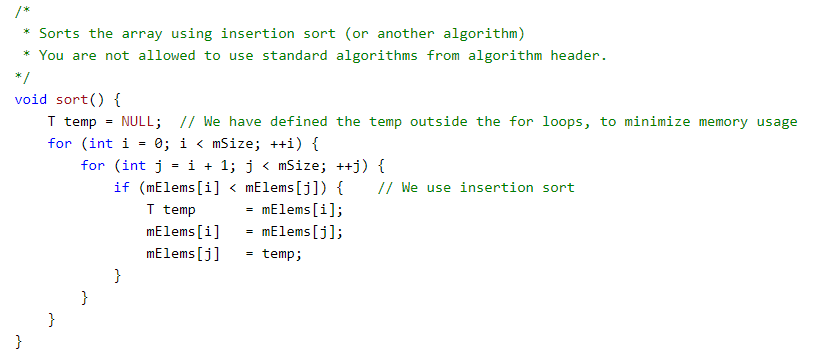 /*
 * Sorts the array using insertion sort (or another algorithm)
 * You are not allowed to use standard algorithms from algorithm header.
*/
void sort() {
    T temp = NULL;  // We have defined the temp outside the for loops, to minimize memory usage
    for (int i = 0; i < mSize; ++i) {
        for (int j = i + 1; j < mSize; ++j) {
            if (mElems[i] < mElems[j]) {    // We use insertion sort
                T temp      = mElems[i];
                mElems[i]   = mElems[j];
                mElems[j]   = temp;
            }
        }
    }
}